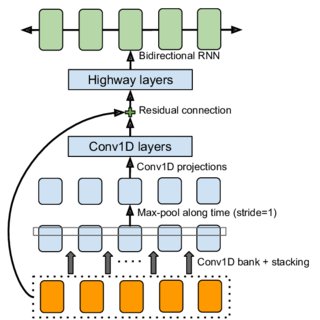 Bidirectional RNN
Highway layers
Residual connection
Conv1D layers
Conv1D projections
Max-pool along time (stride=1)
Conv1D bank + stacking